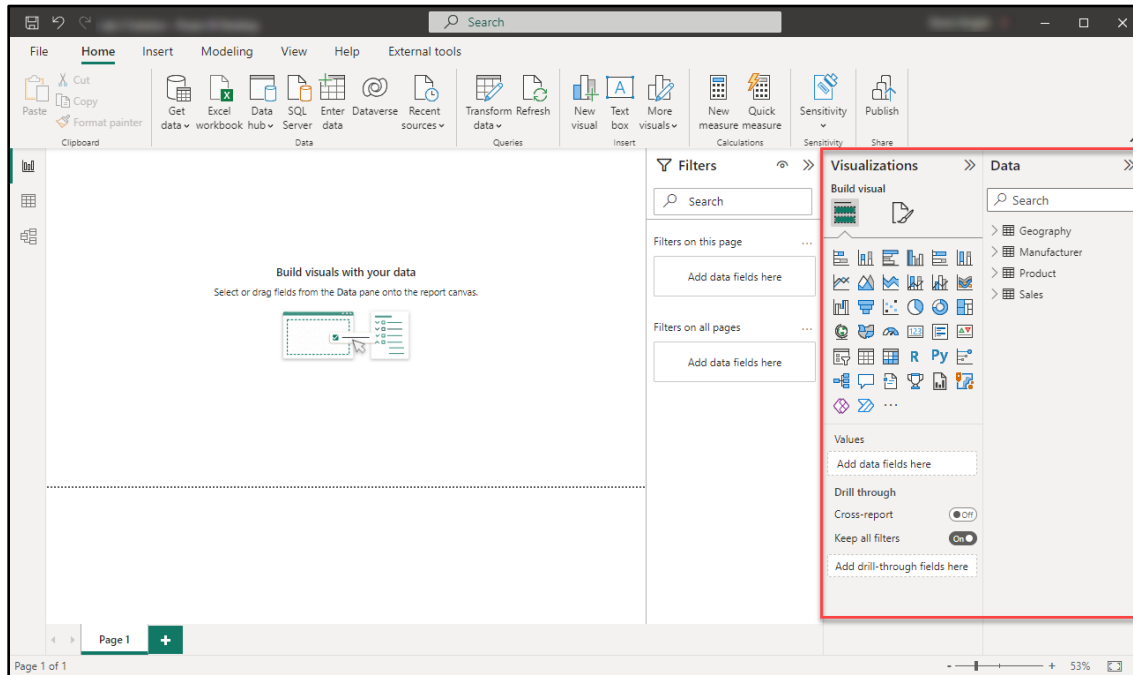 Search
File Home Insert Modeling View Help External tools
Paste
Cut
Copy
Format painter
Clipboard
Get data
Excel workbook
Data hub
SQL Server
Enter data
Dataverse
Recent sources
Data
Transform data
Refresh
Queries
New visual
Text box
More visuals
Insert
New measure
Quick measure
Calculations
Sensitivity
Sensitivity
Publish
Share
Build visuals with your data
Select or drag fields from the Data pane onto the report canvas.
Filters
Search
Filters on this page ...
Add data fields here
Filters on all pages ...
Add data fields here
Visualizations
Build visual
123
R Py
...
Values
Add data fields here
Drill through
Cross-report Off
Keep all filters On
Add drill-through fields here
Data
Search
Geography
Manufacturer
Product
Sales
Page 1 +
Page 1 of 1
- + 53%